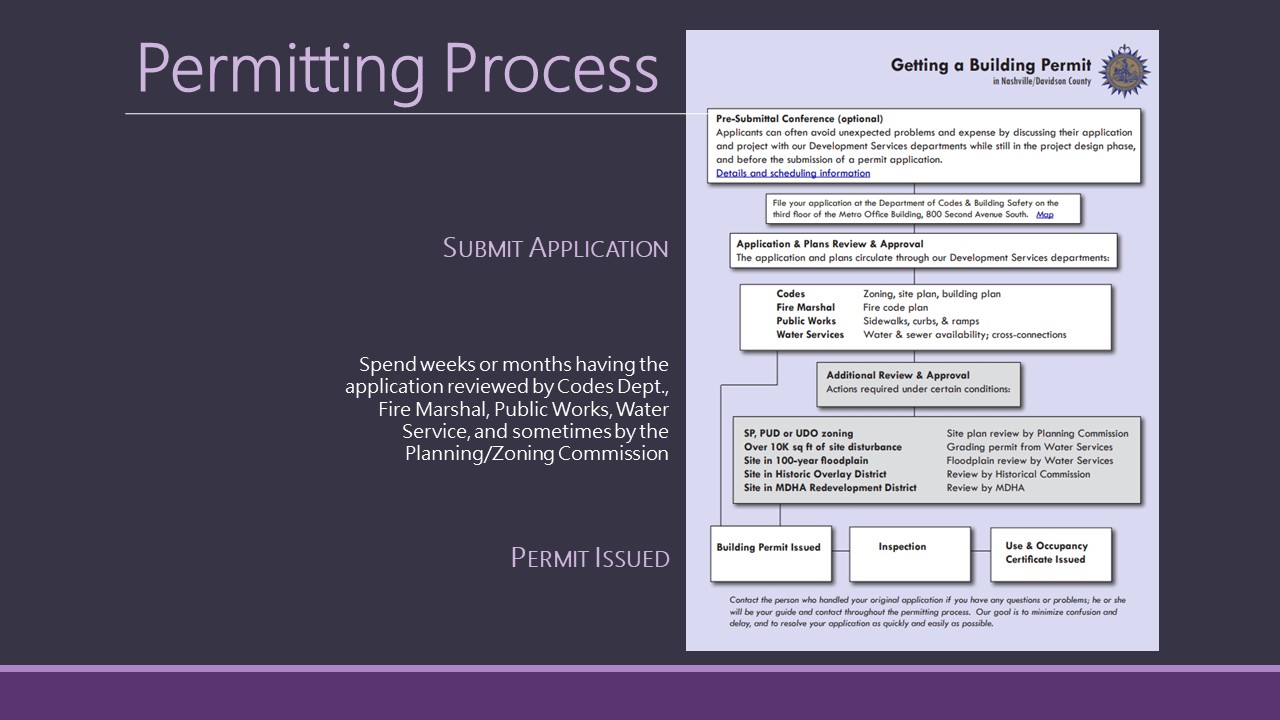 Permitting Process
SUBMIT APPLICATION
Spend weeks or months having the
application reviewed by Codes Dept.,
Fire Marshal, Public Works, Water
Service, and sometimes by the
Planning/Zoning Commission
PERMIT ISSUED
Getting a Building Permit
in Nashville/Davidson County
Pre-Submittal Conference (optional)
Applicants can often avoid unexpected problems and expense by discussing their application
and project with our Development Services departments while still in the project design phase,
and before the submission of a permit application.
Details and scheduling information
File your application at the Department of Codes & Building Safety on the
third floor of the Metro Office Building, 800 Second Avenue South. Map
Application & Plans Review & Approval
The application and plans circulate through our Development Services departments:
Codes Zoning, site plan, building plan
Fire Marshal Fire code plan
Public Works Sidewalks, curbs, & ramps
Water Services Water & sewer availability; cross-connections
Additional Review & Approval
Actions required under certain conditions:
SP, PUD or UDO zoning Site plan review by Planning Commission
Over 10K sq ft of site disturbance Grading permit from Water Services
Site in 100-year floodplain Floodplain review by Water Services
Site in Historic Overlay District Review by Historical Commission
Site in MDHA Redevelopment District Review by MDHA
Building Permit Issued
Inspection
Use & Occupancy
Certificate Issued
Contact the person who handled your original application if you have any questions or problems; he or she
will be your guide and contact throughout the permitting process. Our goal is to minimize confusion and
delay, and to resolve your application as quickly and easily as possible.